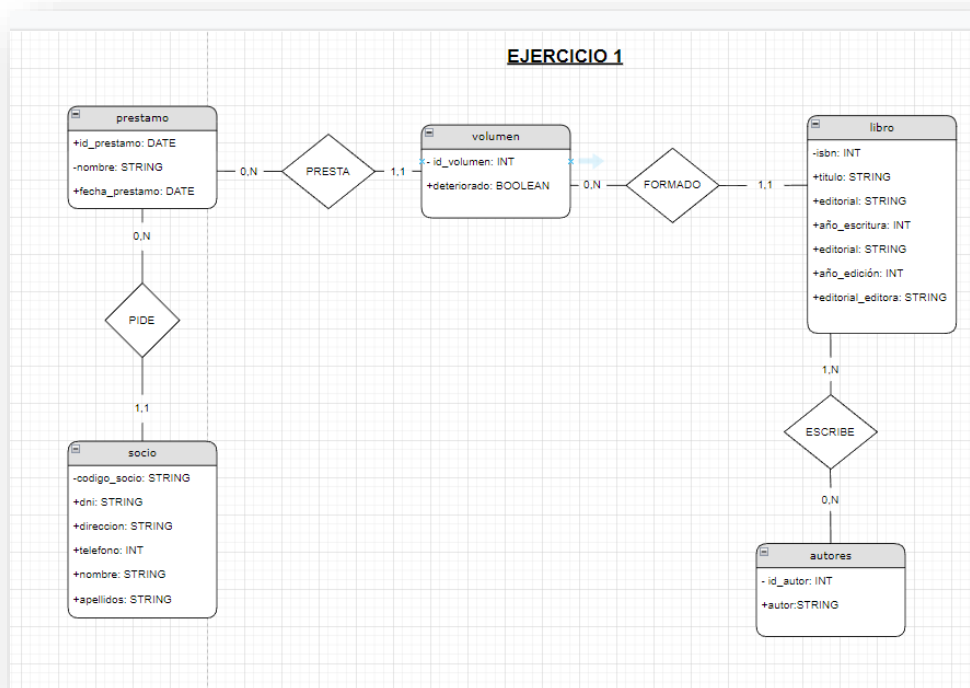 EJERCICIO 1
prestamo
+id_prestamo: DATE
-nombre: STRING
+fecha_prestamo: DATE
0,N
PRESTA
1,1
volumen
- id_volumen: INT
+deteriorado: BOOLEAN
0,N
FORMADO
1,1
libro
-isbn: INT
+titulo: STRING
+editorial: STRING
+año_escritura: INT
+editorial: STRING
+año_edición: INT
+editorial_editora: STRING
0,N
PIDE
1,1
socio
-codigo_socio: STRING
+dni: STRING
+direccion: STRING
+telefono: INT
+nombre: STRING
+apellidos: STRING
1,N
ESCRIBE
0,N
autores
- id_autor: INT
+autor:STRING